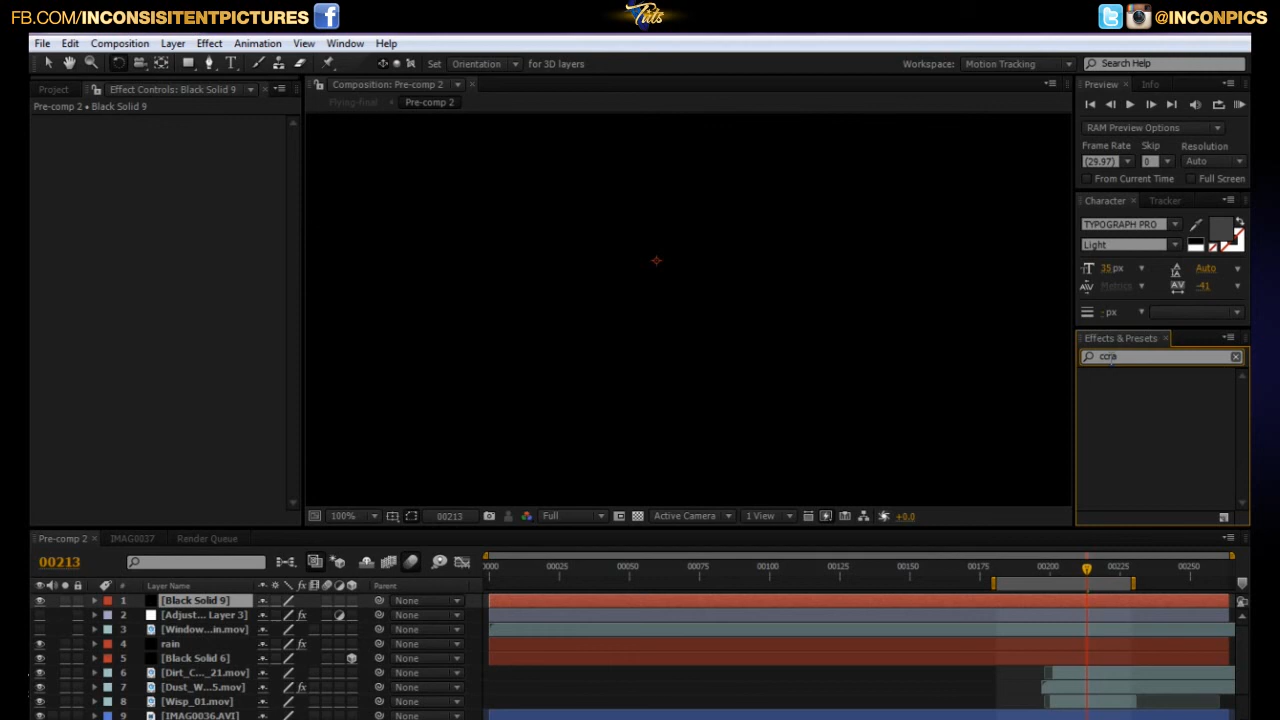 FB.COM/INCONSISITENTPICTURES
Tuts
@INCONPICS
File Edit Composition Layer Effect Animation View Window Help
Set Orientation for 3D layers
Workspace: Motion Tracking Search Help
Project Effect Controls: Black Solid 9
Pre-comp 2 • Black Solid 9
Composition: Pre-comp 2
Flying-final Pre-comp 2
Preview Info
RAM Preview Options
Frame Rate Skip Resolution
(29.97) 0 Auto
From Current Time Full Screen
Character Tracker
TYPOGRAPH PRO
Light
35 px Auto
Metrics -41
- px
Effects & Presets
ccra
100% 00213 Full Active Camera 1 View +0.0
Pre-comp 2 IMAG0037 Render Queue
00213
0000 00025 00050 00075 00100 00125 00150 00175 00200 00225 00250
# Layer Name fx Parent
1 [Black Solid 9] None
2 [Adjust... Layer 3] fx None
3 [Window...in.mov] None
4 rain fx None
5 [Black Solid 6] None
6 [Dirt_C..._21.mov] None
7 [Dust_W...5.mov] fx None
8 [Wisp_01.mov] None
9 [IMAG0036.AVI] None